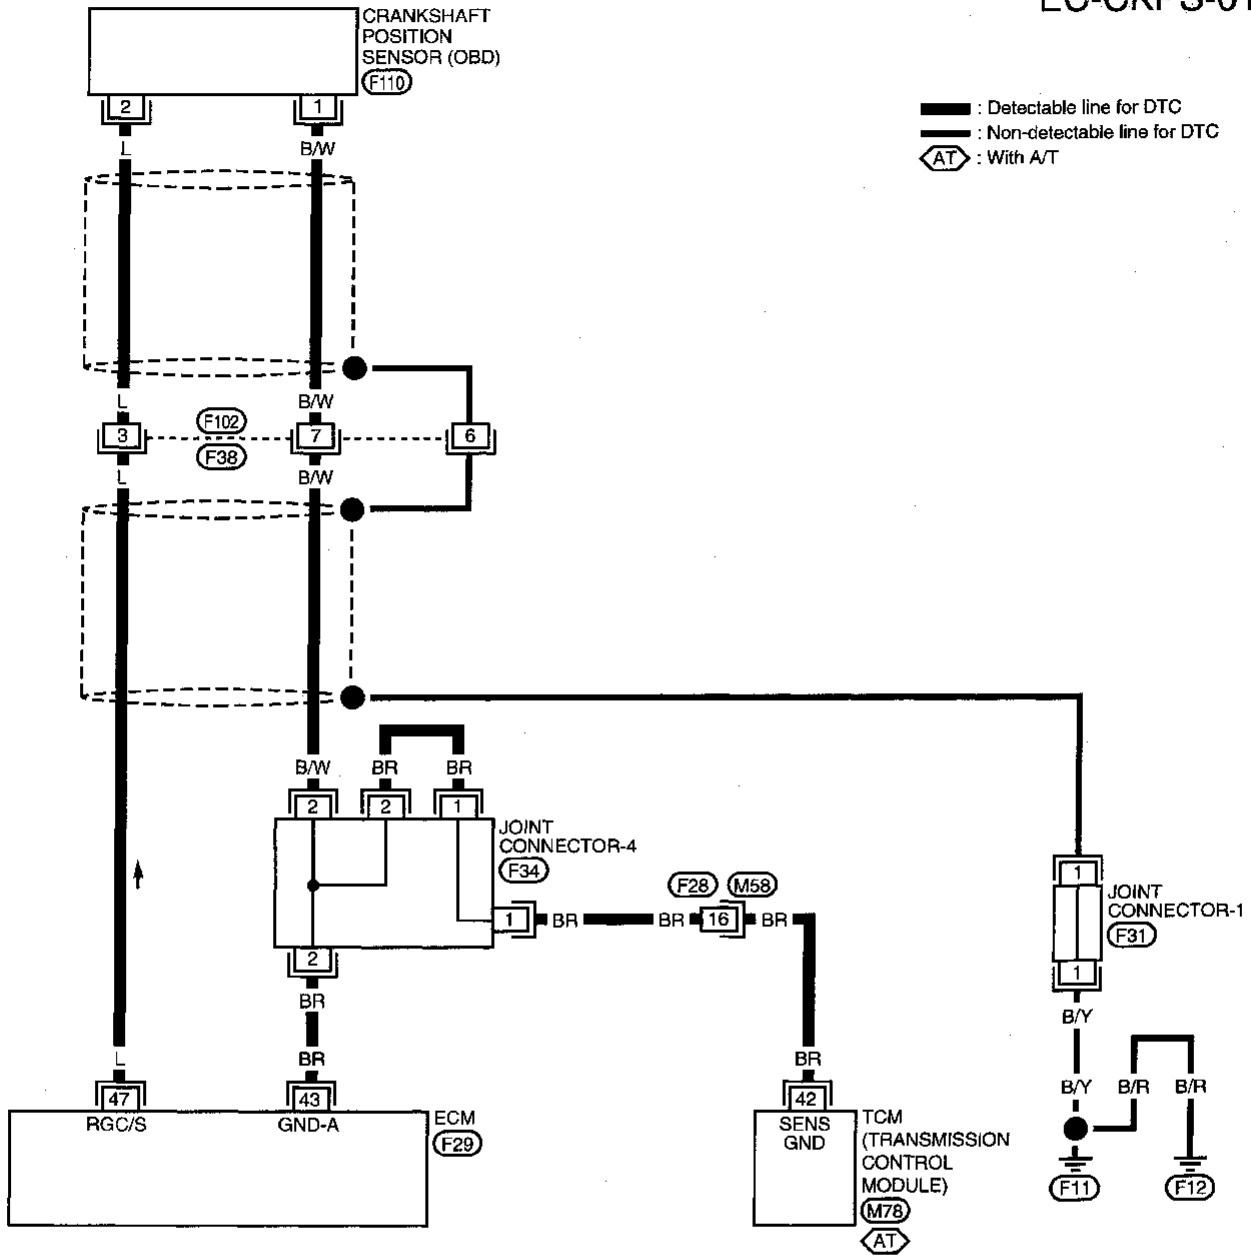 CRANKSHAFT
POSITION
SENSOR (OBD)
F110
2 1
: Detectable line for DTC
: Non-detectable line for DTC
AT : With A/T
L B/W
L B/W
F102
3 7 6
F38
L B/W
B/W BR BR
2 2 1
JOINT
CONNECTOR-4
F34
F28 M58
1 BR BR 16 BR
1
JOINT
CONNECTOR-1
F31
1
2
BR
B/Y
L BR BR
B/Y B/R B/R
47 43 42
RGC/S GND-A
ECM
F29
SENS
GND
TCM
(TRANSMISSION
CONTROL
MODULE)
M78
AT
F11 F12